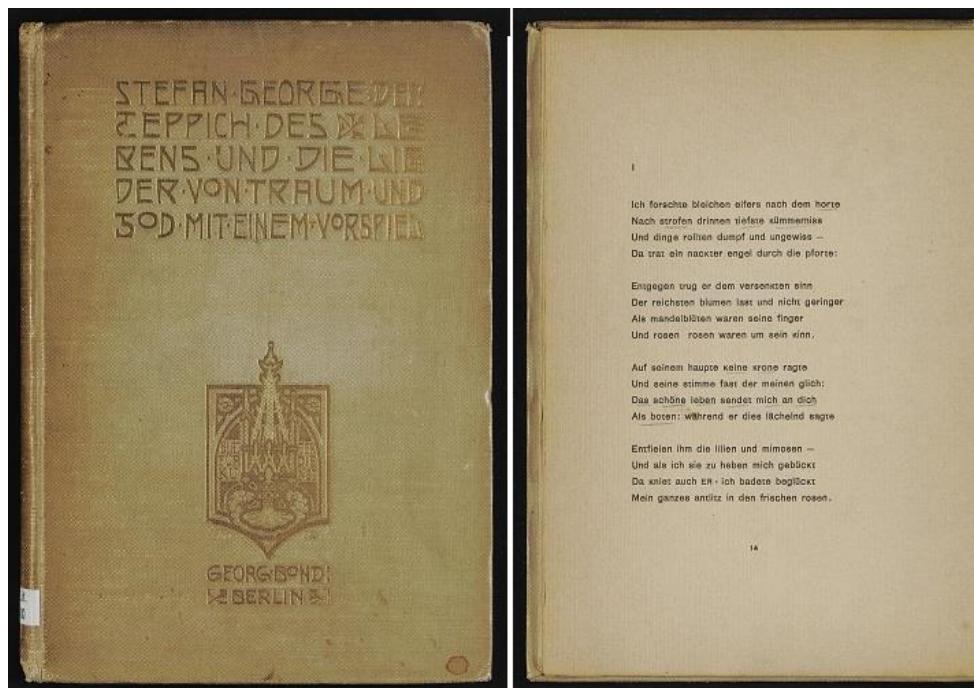 STEFAN·GEORGE DER
TEPPICH·DES LE
BENS·UND·DIE·LIE
DER·VON·TRAUM·UND
TOD·MIT·EINEM·VORSPIEL
GEORG·BONDI
BERLIN
I
Ich forschte bleichen eifers nach dem horte
Nach strofen drinnen tiefste kümmerniss
Und dinge rollten dumpf und ungewiss —
Da trat ein nackter engel durch die pforte:
Entgegen trug er dem versenkten sinn
Der reichsten blumen last und nicht geringer
Als mandelblüten waren seine finger
Und rosen rosen waren um sein kinn.
Auf seinem haupte keine krone ragte
Und seine stimme fast der meinen glich:
Das schöne leben sendet mich an dich
Als boten: während er dies lächelnd sagte
Entfielen ihm die lilien und mimosen —
Und als ich sie zu heben mich gebückt
Da kniet auch ER · ich badete beglückt
Mein ganzes antlitz in den frischen rosen.
14